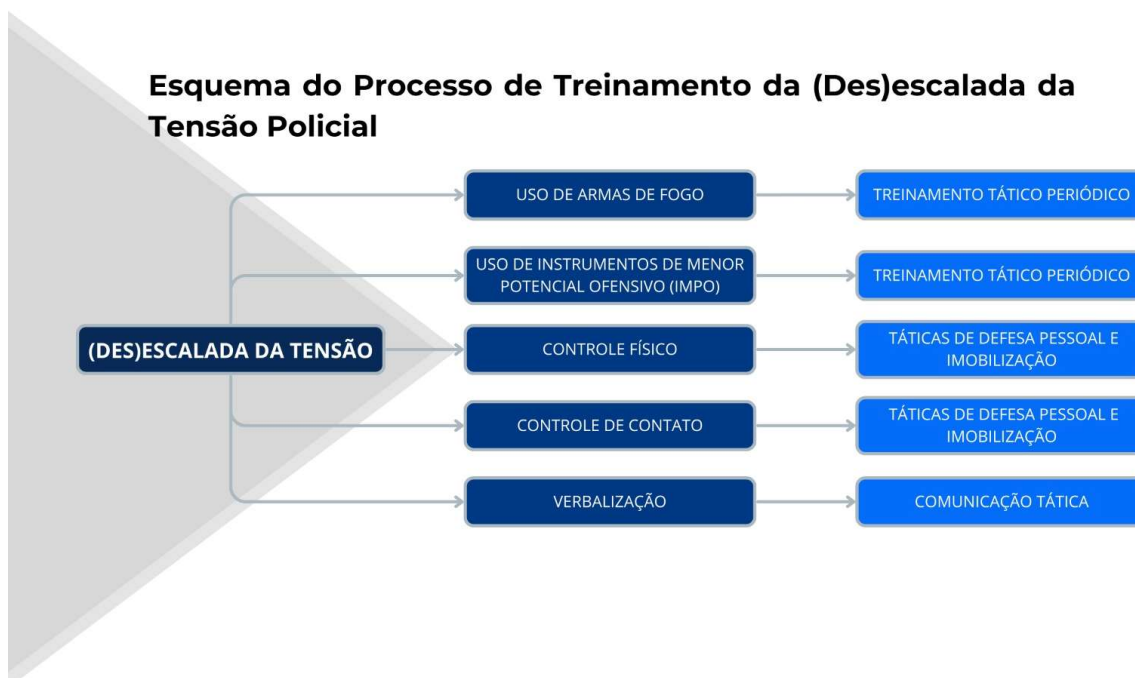 Esquema do Processo de Treinamento da (Des)escalada da
Tensão Policial
USO DE ARMAS DE FOGO
TREINAMENTO TÁTICO PERIÓDICO
USO DE INSTRUMENTOS DE MENOR
POTENCIAL OFENSIVO (IMPO)
TREINAMENTO TÁTICO PERIÓDICO
(DES)ESCALADA DA TENSÃO
CONTROLE FÍSICO
TÁTICAS DE DEFESA PESSOAL E
IMOBILIZAÇÃO
CONTROLE DE CONTATO
TÁTICAS DE DEFESA PESSOAL E
IMOBILIZAÇÃO
VERBALIZAÇÃO
COMUNICAÇÃO TÁTICA